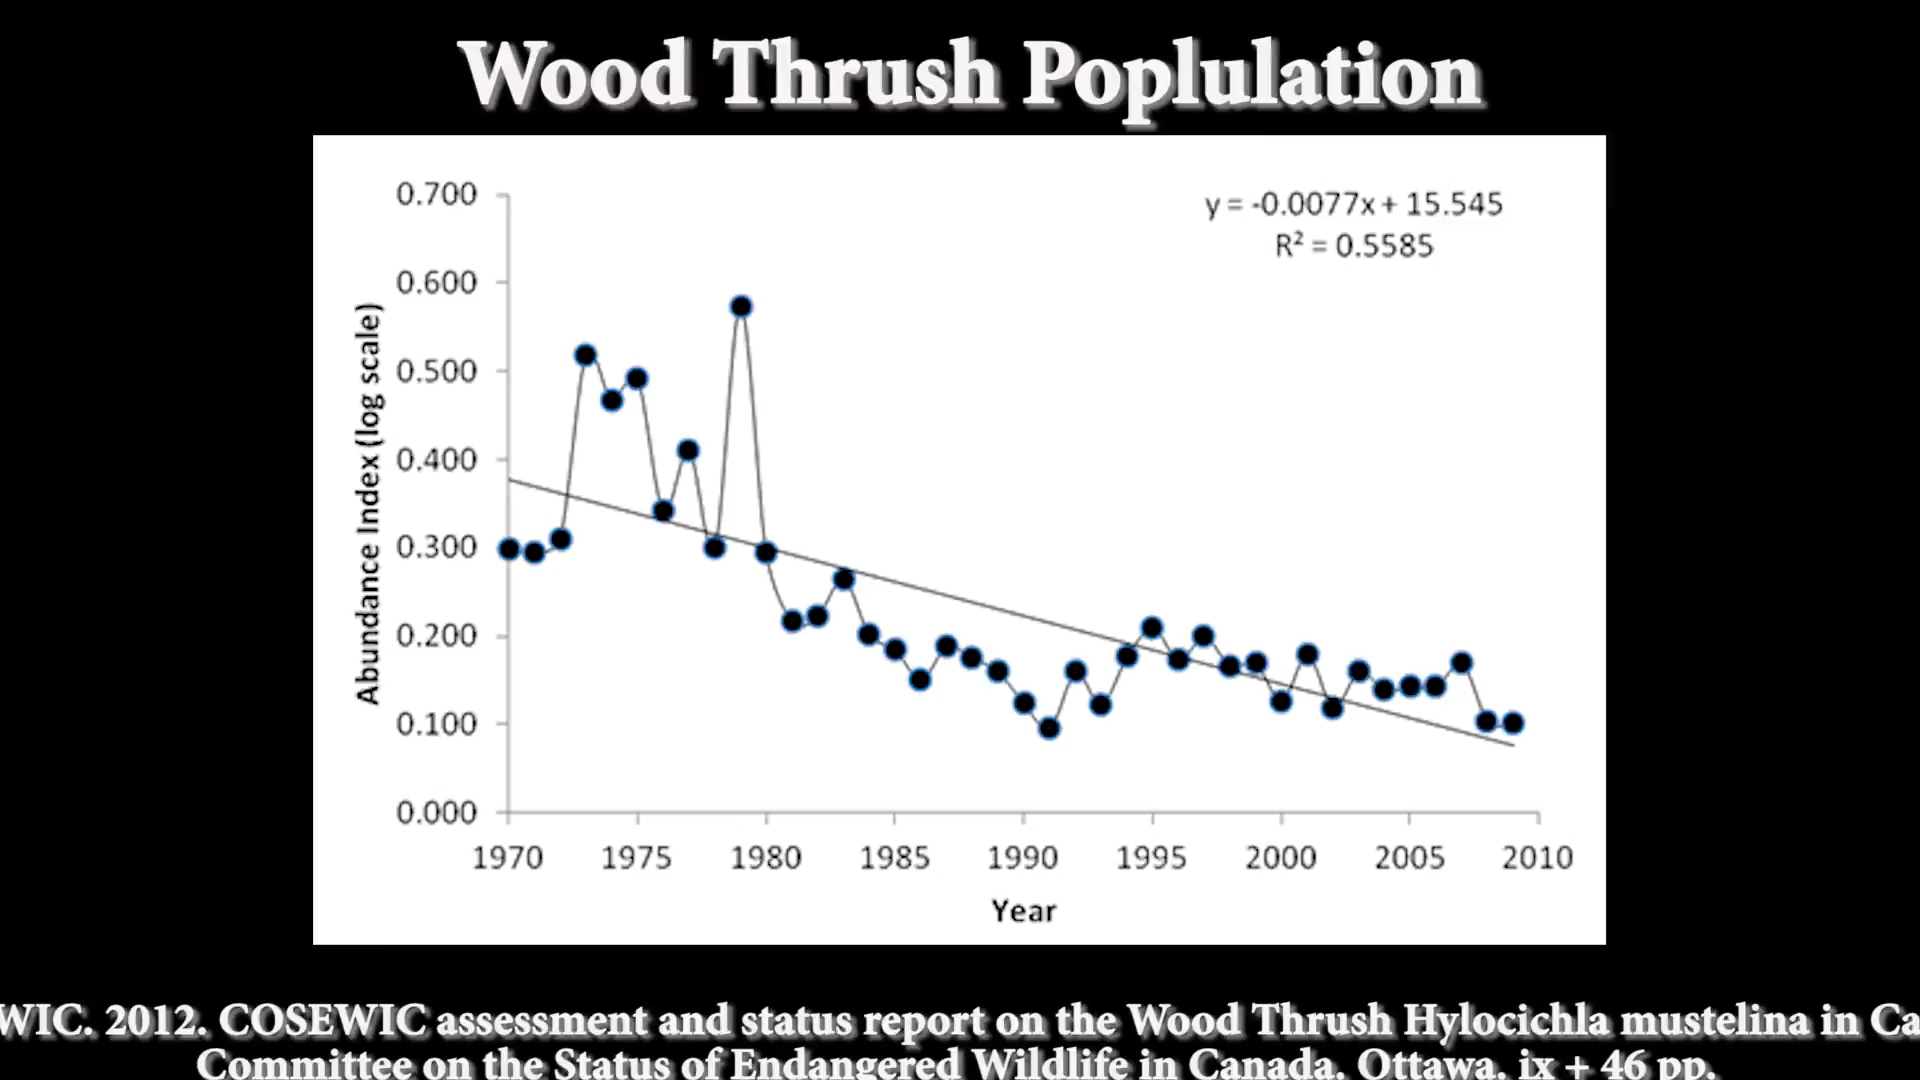 Wood Thrush Poplulation
y = -0.0077x + 15.545
R² = 0.5585
0.700
0.600
0.500
0.400
0.300
0.200
0.100
0.000
Abundance Index (log scale)
1970 1975 1980 1985 1990 1995 2000 2005 2010
Year
WIC. 2012. COSEWIC assessment and status report on the Wood Thrush Hylocichla mustelina in Ca
Committee on the Status of Endangered Wildlife in Canada. Ottawa. ix + 46 pp.